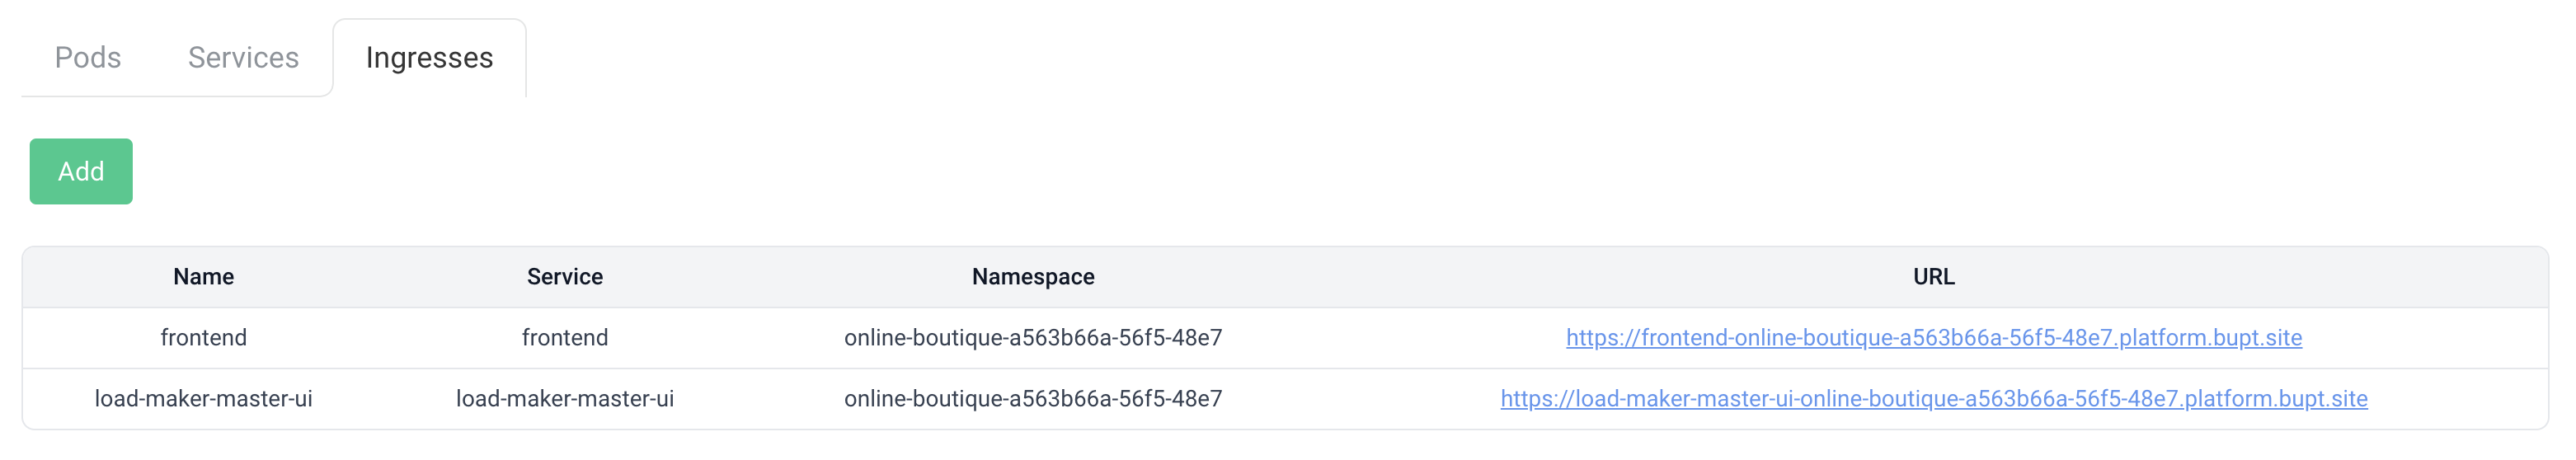 Pods Services Ingresses
Add
Name Service Namespace URL
frontend frontend online-boutique-a563b66a-56f5-48e7 https://frontend-online-boutique-a563b66a-56f5-48e7.platform.bupt.site
load-maker-master-ui load-maker-master-ui online-boutique-a563b66a-56f5-48e7 https://load-maker-master-ui-online-boutique-a563b66a-56f5-48e7.platform.bupt.site